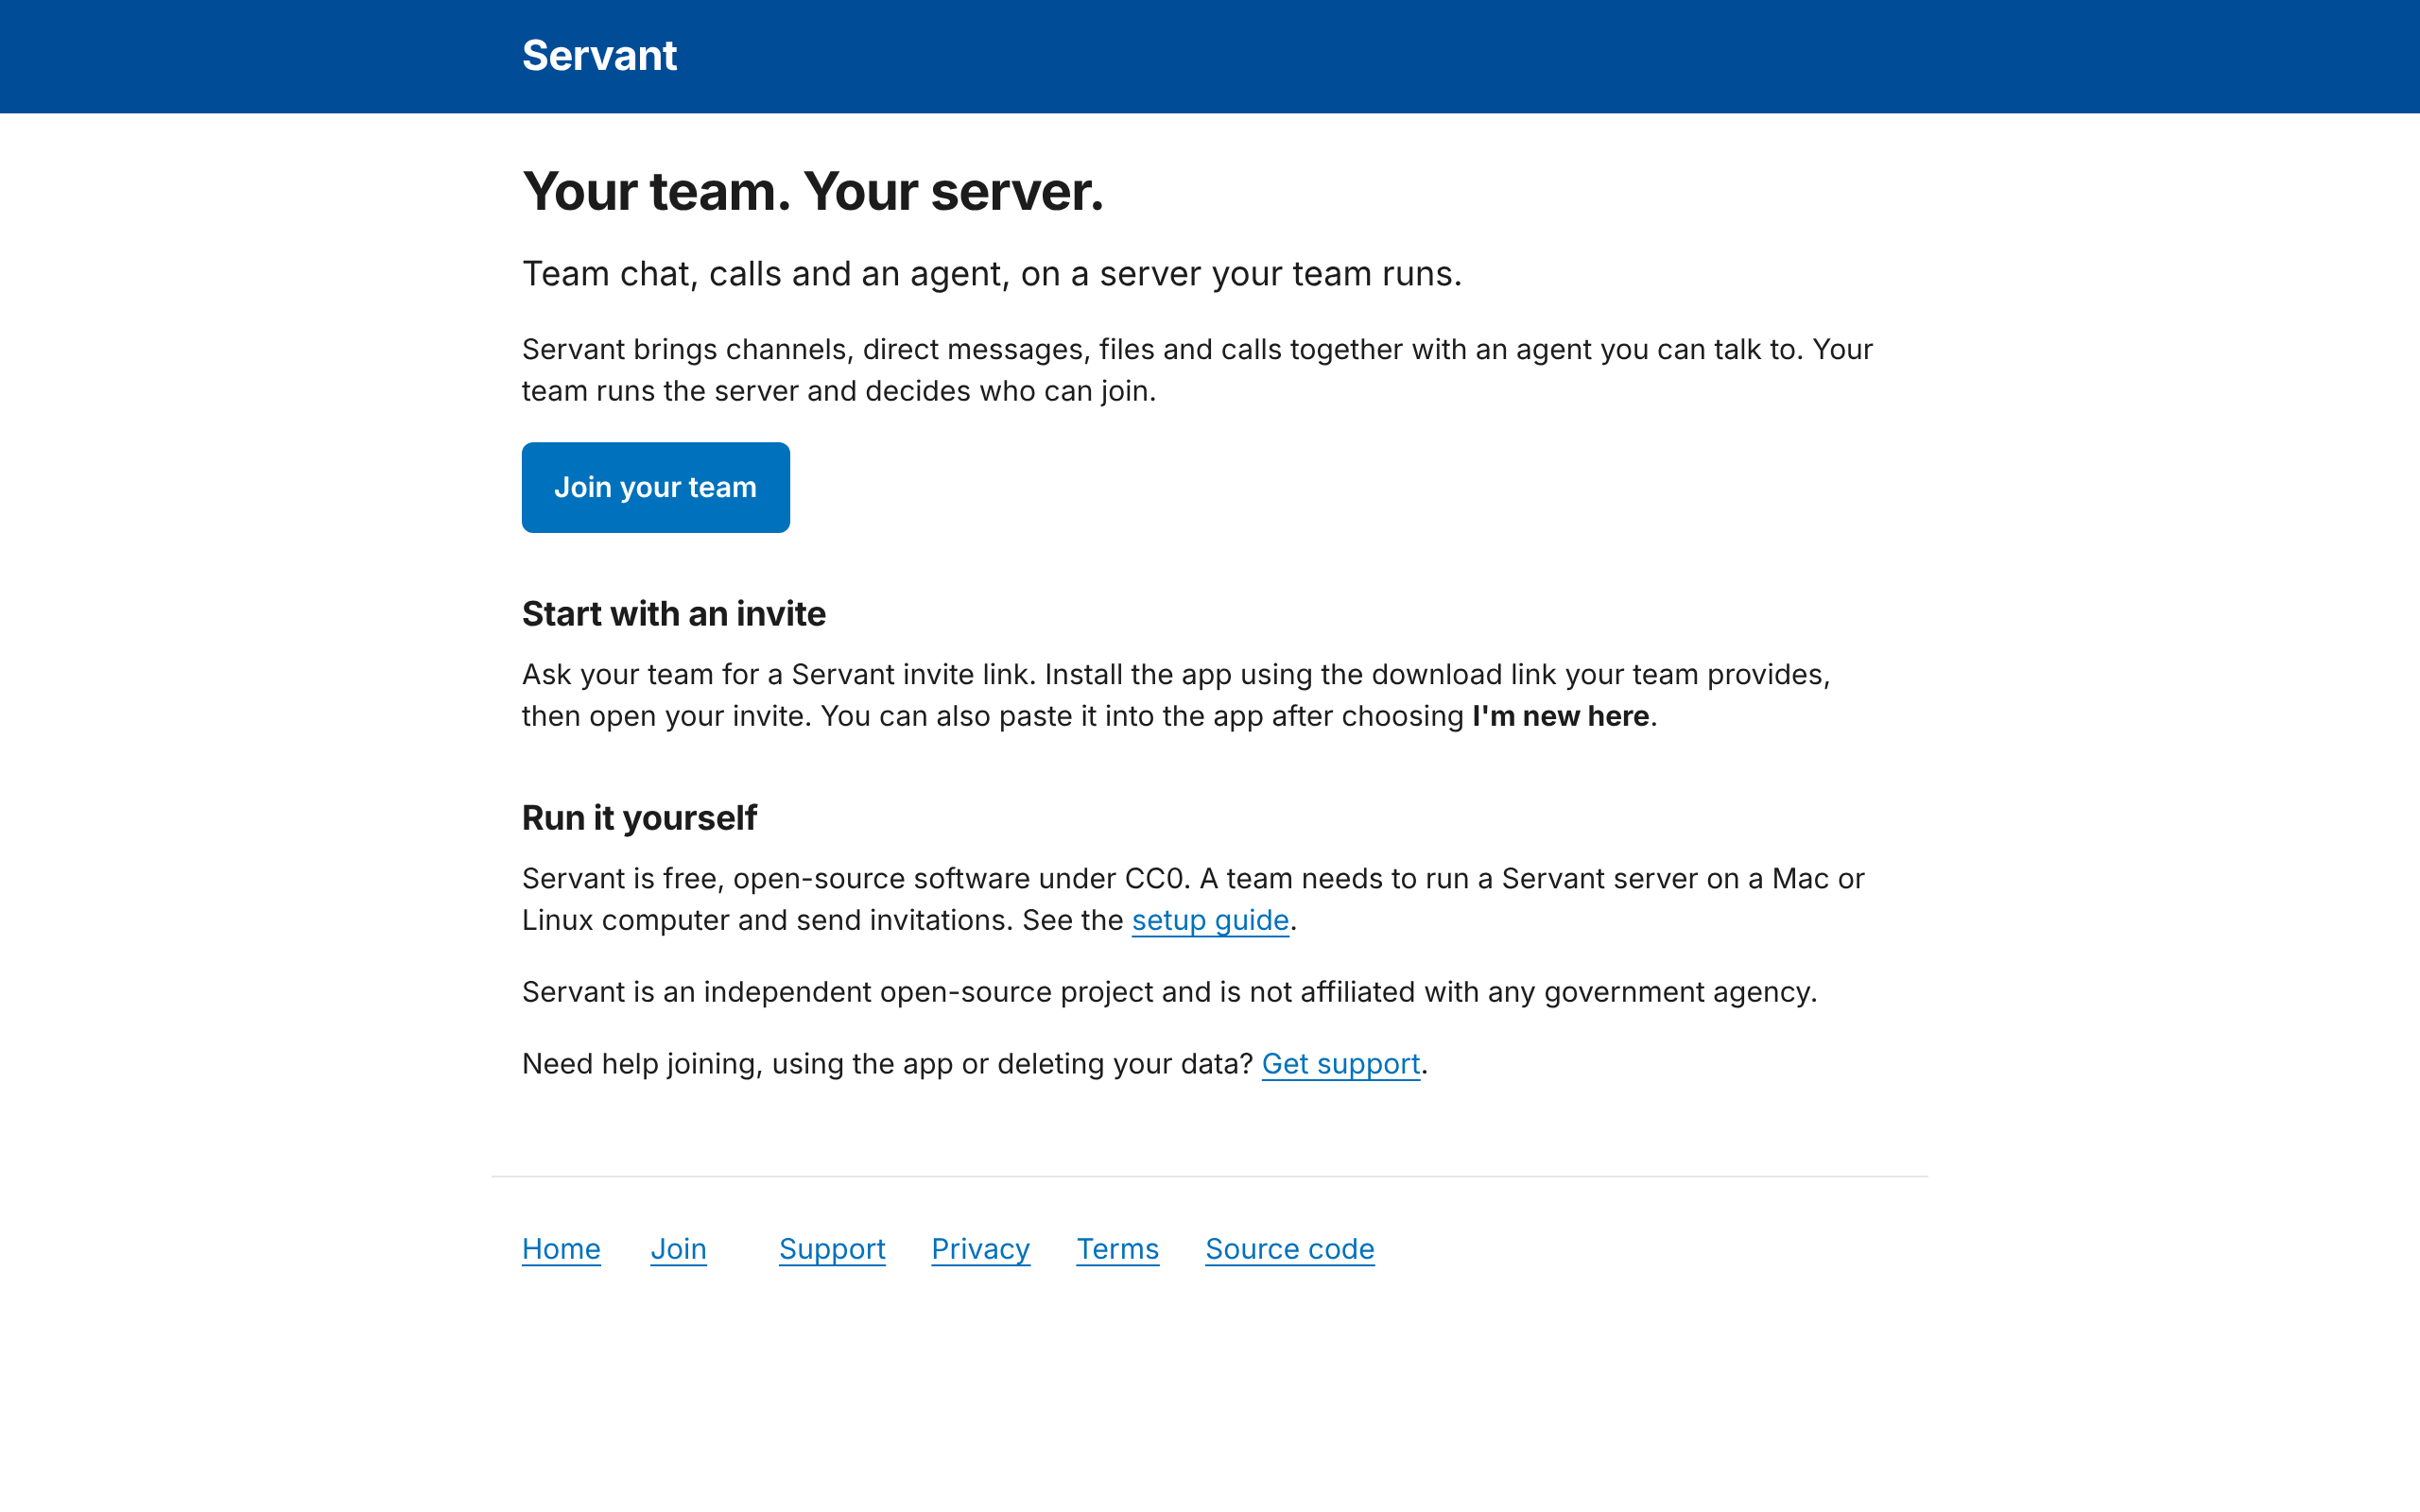 Servant
Your team. Your server.
Team chat, calls and an agent, on a server your team runs.
Servant brings channels, direct messages, files and calls together with an agent you can talk to. Your
team runs the server and decides who can join.
Join your team
Start with an invite
Ask your team for a Servant invite link. Install the app using the download link your team provides,
then open your invite. You can also paste it into the app after choosing I'm new here.
Run it yourself
Servant is free, open-source software under CC0. A team needs to run a Servant server on a Mac or
Linux computer and send invitations. See the setup guide.
Servant is an independent open-source project and is not affiliated with any government agency.
Need help joining, using the app or deleting your data? Get support.
Home Join Support Privacy Terms Source code